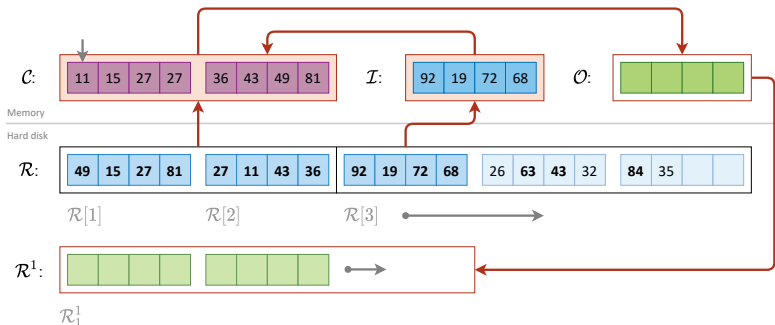 C: 11 15 27 27 36 43 49 81 I: 92 19 72 68 O:
Memory
Hard disk
R: 49 15 27 81 27 11 43 36 92 19 72 68 26 63 43 32 84 35
R[1] R[2] R[3]
R¹:
R¹₁